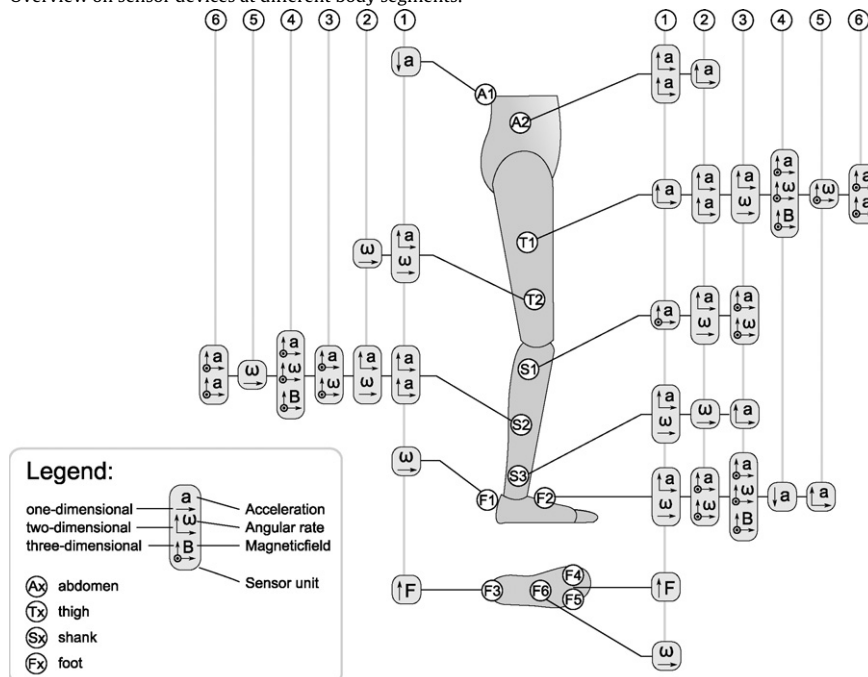 Overview on sensor devices at different body segments.
6 5 4 3 2 1 1 2 3 4 5 6
a a a
A1 a
A2
a a a a ω a
T1 a ω ω a
B
a
ω ω
T2
a a a
S1 ω ω
a a a a a
a ω ω ω ω a
B
S2
a ω a
ω
ω S3
F1 F2 a a a a a
ω ω ω
B
F F3 F6 F4 F
F5
ω
Legend:
one-dimensional a Acceleration
two-dimensional ω Angular rate
three-dimensional B Magneticfield
Sensor unit
Ax abdomen
Tx thigh
Sx shank
Fx foot